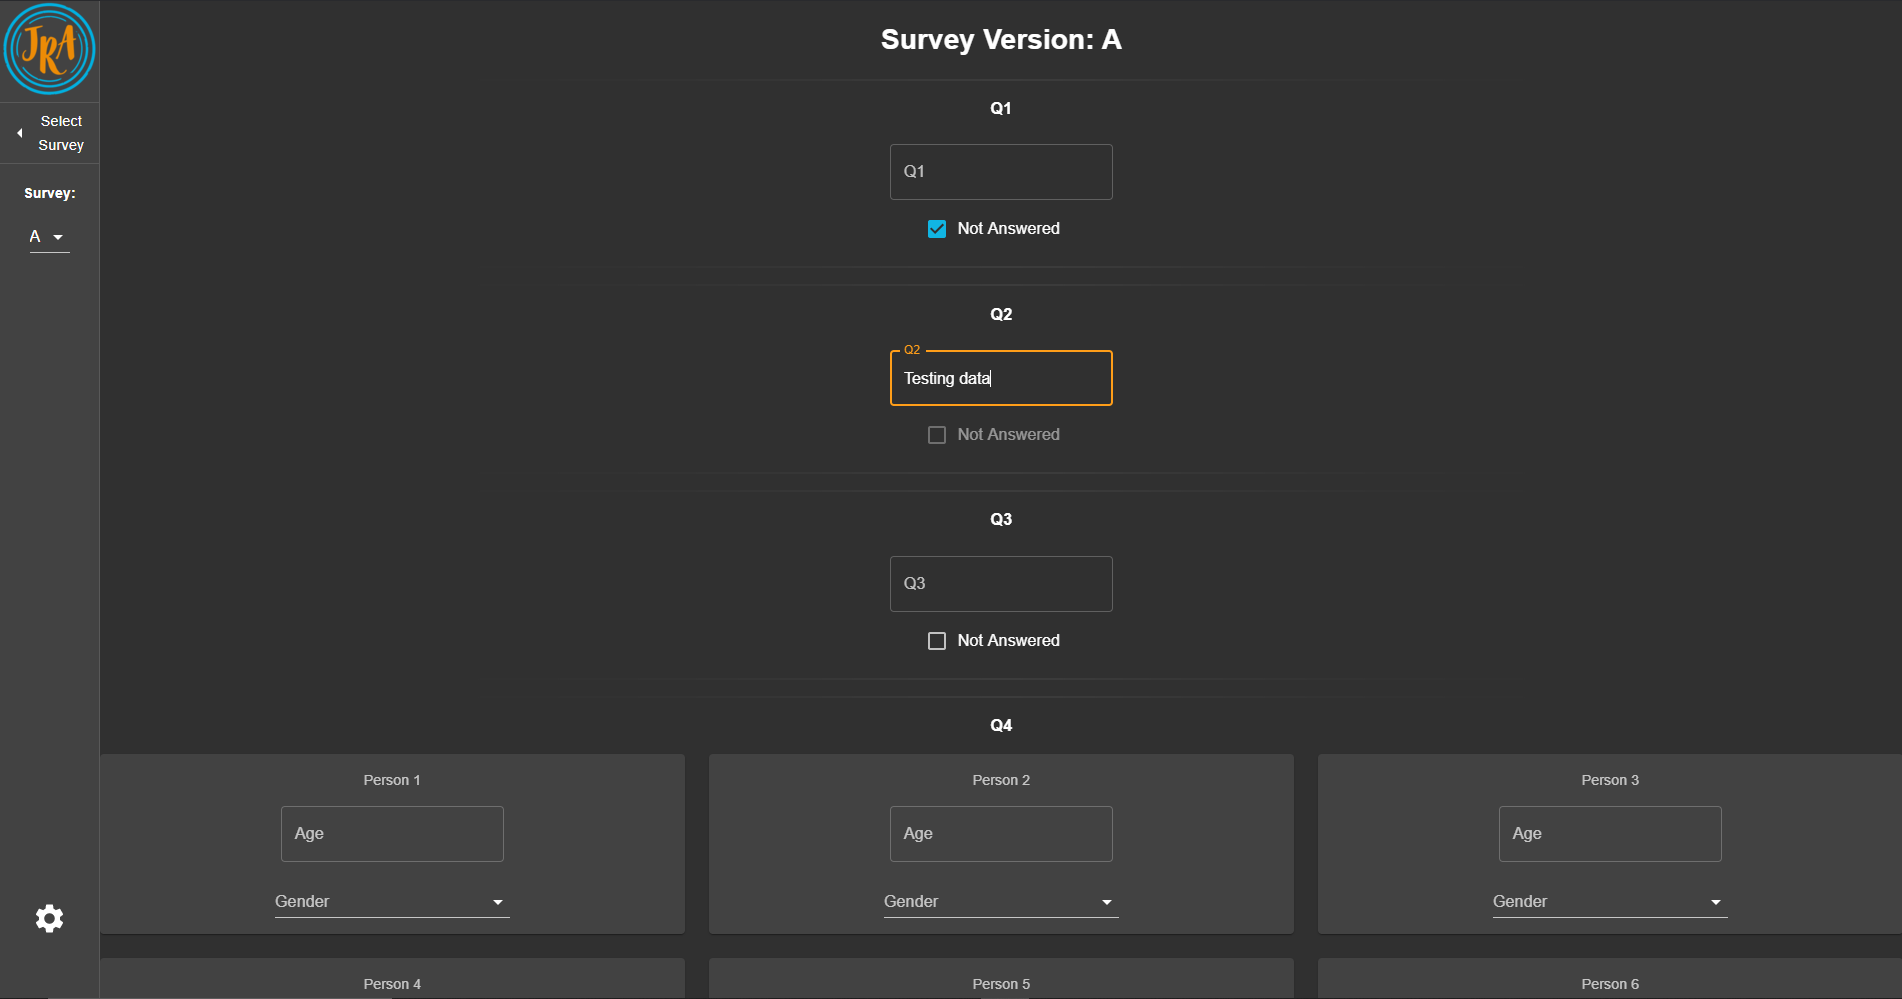 JRA
Select
Survey
Survey:
A
Survey Version: A
Q1
Q1
Not Answered
Q2
Q2
Testing data
Not Answered
Q3
Q3
Not Answered
Q4
Person 1
Age
Gender
Person 2
Age
Gender
Person 3
Age
Gender
Person 4
Person 5
Person 6